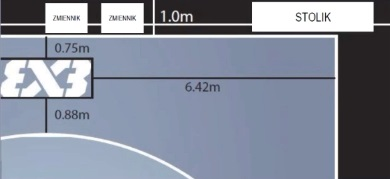 ZMIENNIK ZMIENNIK 1.0m STOLIK
0.75m
3X3
6.42m
0.88m